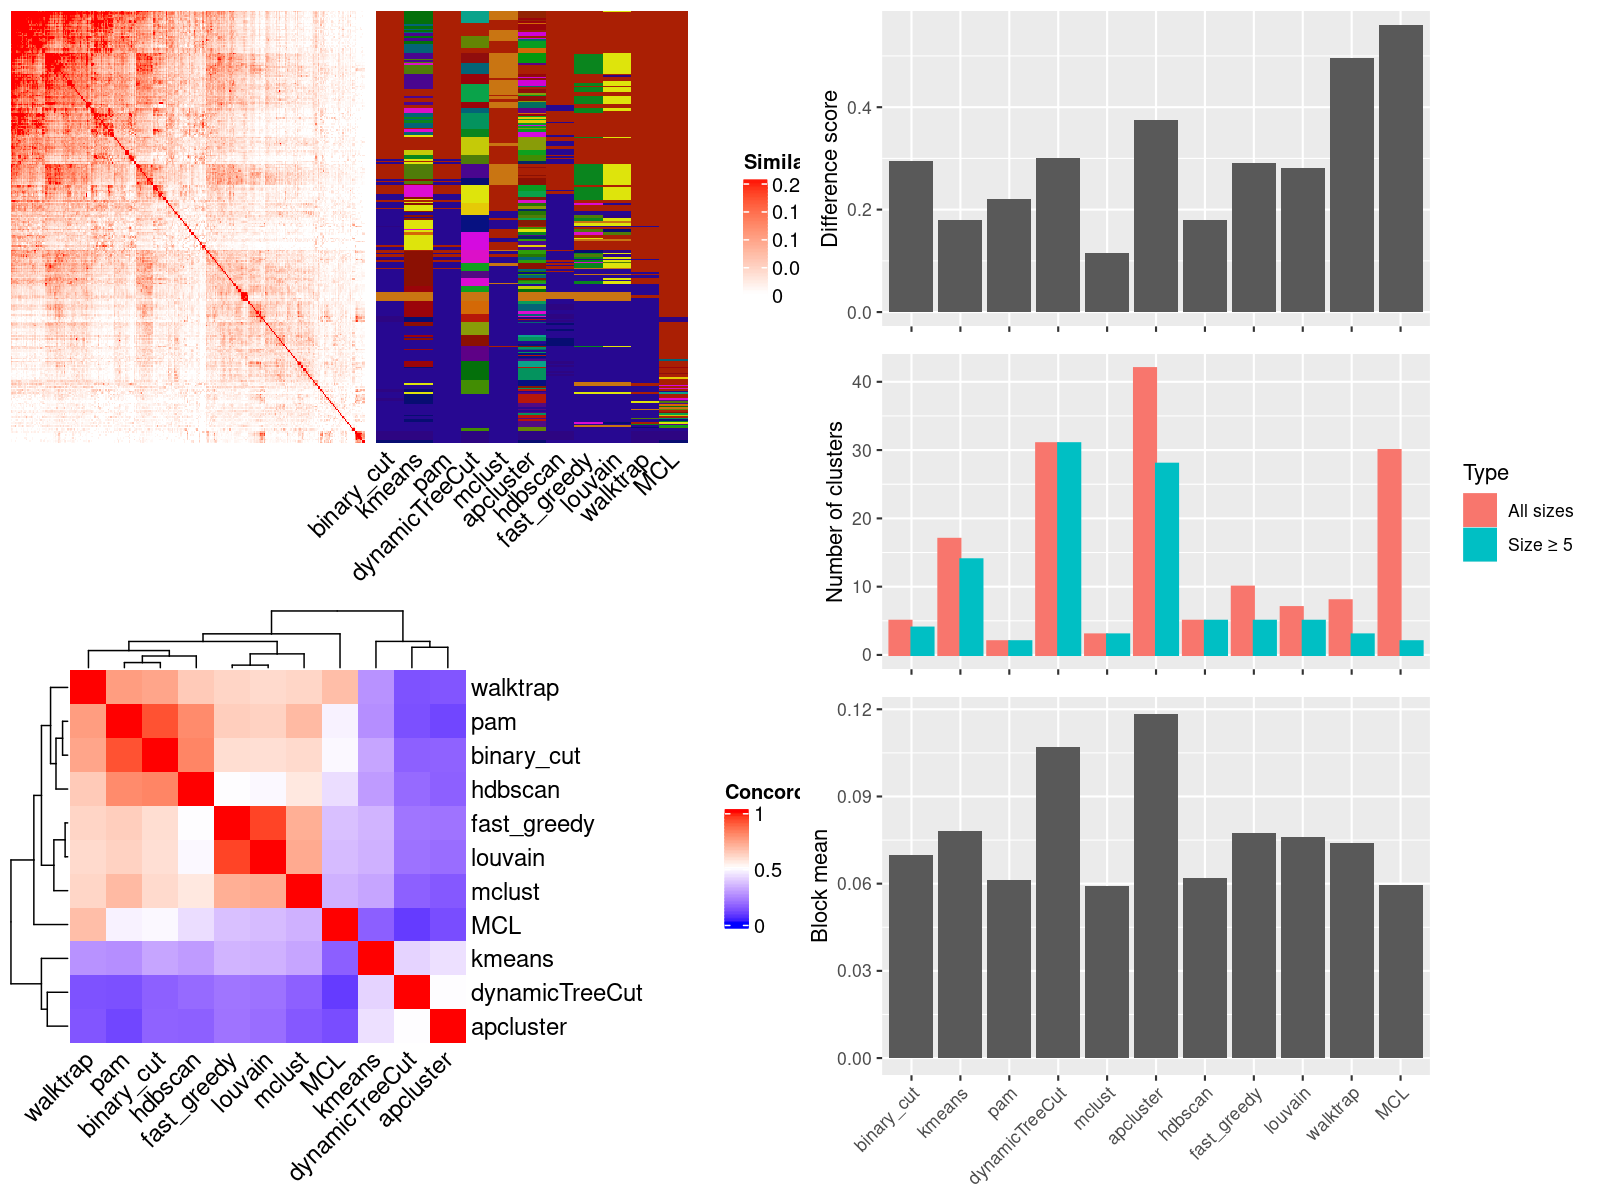 Simila
0.2
0.1
0.1
0.0
0
binary_cut
kmeans
pam
dynamicTreeCut
mclust
apcluster
hdbscan
fast_greedy
louvain
walktrap
MCL
walktrap
pam
binary_cut
hdbscan
fast_greedy
louvain
mclust
MCL
kmeans
dynamicTreeCut
apcluster
Concord
1
0.5
0
walktrap
pam
binary_cut
hdbscan
fast_greedy
louvain
mclust
MCL
kmeans
dynamicTreeCut
apcluster
Difference score
0.4
0.2
0.0
Number of clusters
40
30
20
10
0
Type
All sizes
Size ≥ 5
Block mean
0.12
0.09
0.06
0.03
0.00
binary_cut
kmeans
pam
dynamicTreeCut
mclust
apcluster
hdbscan
fast_greedy
louvain
walktrap
MCL